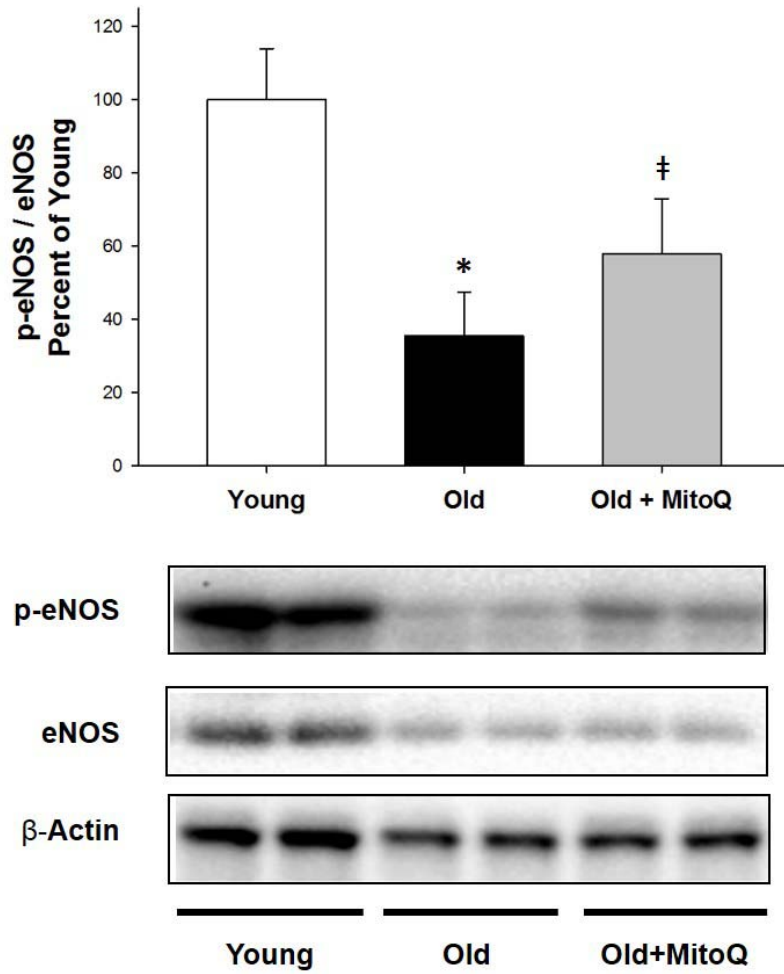 p-eNOS / eNOS
Percent of Young
120
100
80
60
40
20
0
*
ǂ
Young Old Old + MitoQ
p-eNOS
eNOS
β-Actin
Young Old Old+MitoQ